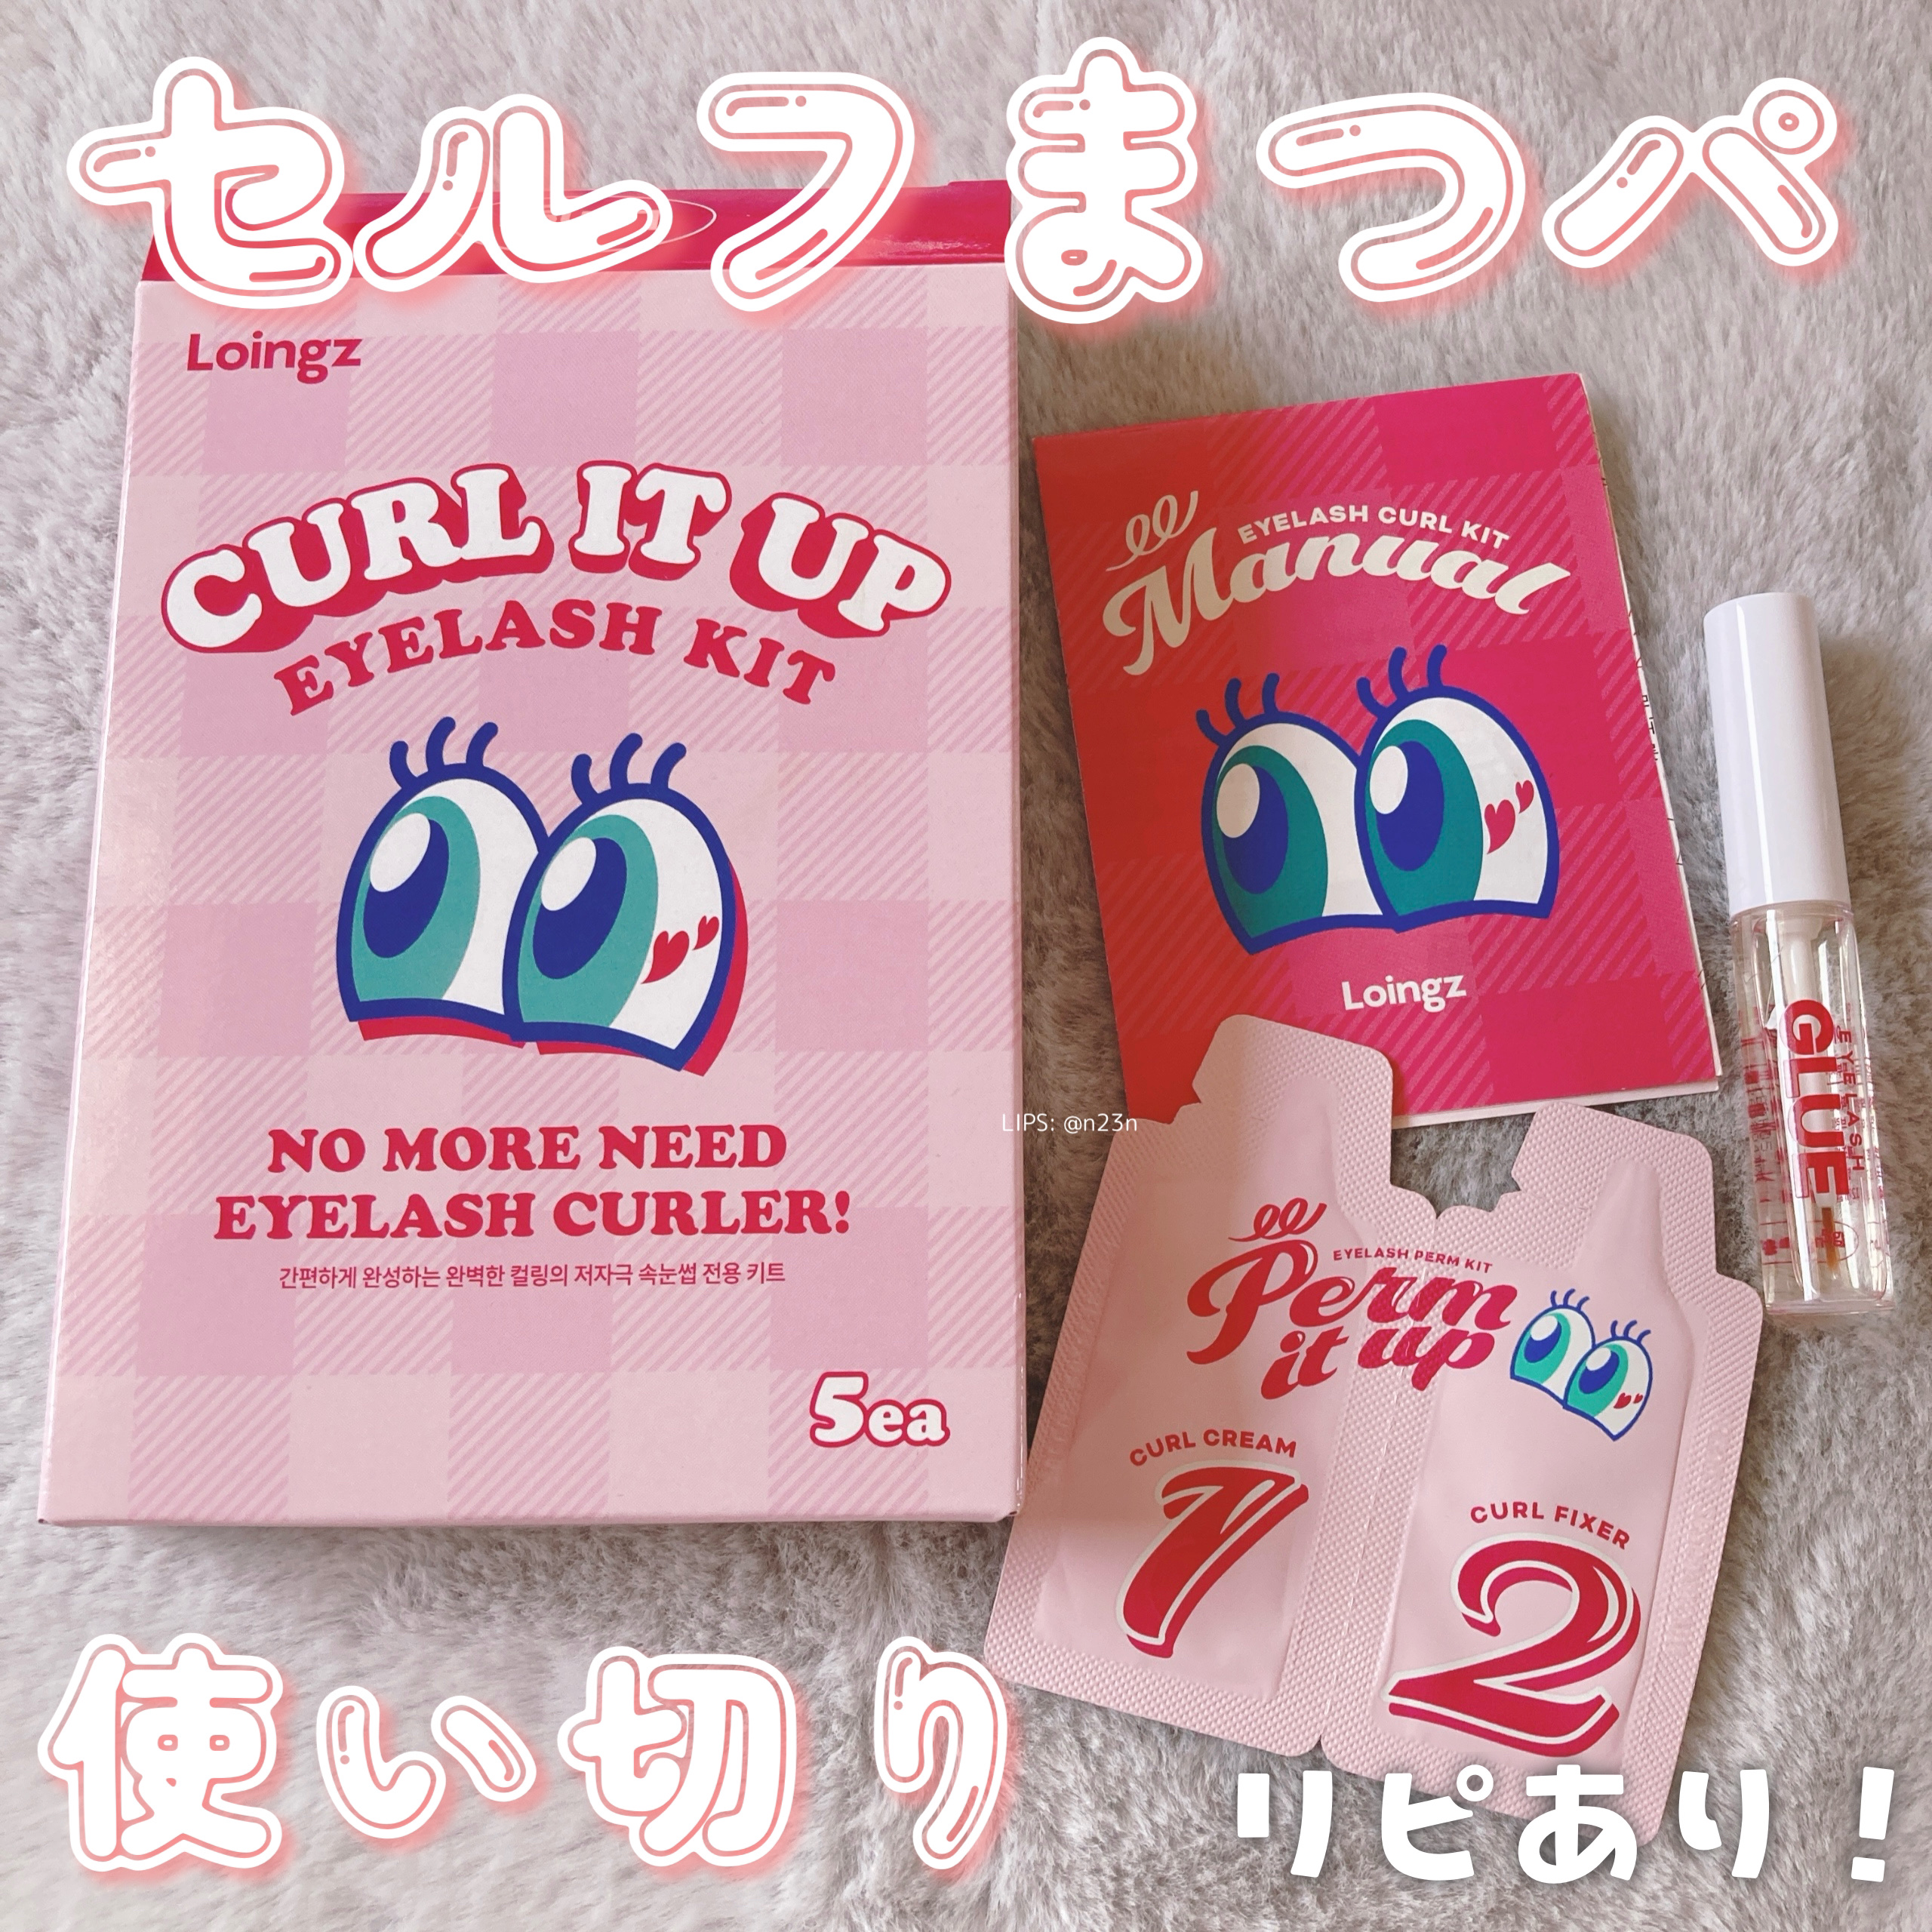 セルフまつパ
Loingz
CURL IT UP
EYELASH KIT
NO MORE NEED
EYELASH CURLER!
간편하게 완성하는 완벽한 컬링의 저자극 속눈썹 전용 키트
5ea
EYELASH CURL KIT
Manual
Loingz
EYELASH
GLUE
LIPS: @n23n
EYELASH PERM KIT
Perm
it up
CURL CREAM
1
CURL FIXER
2
使い切り
リピあり！